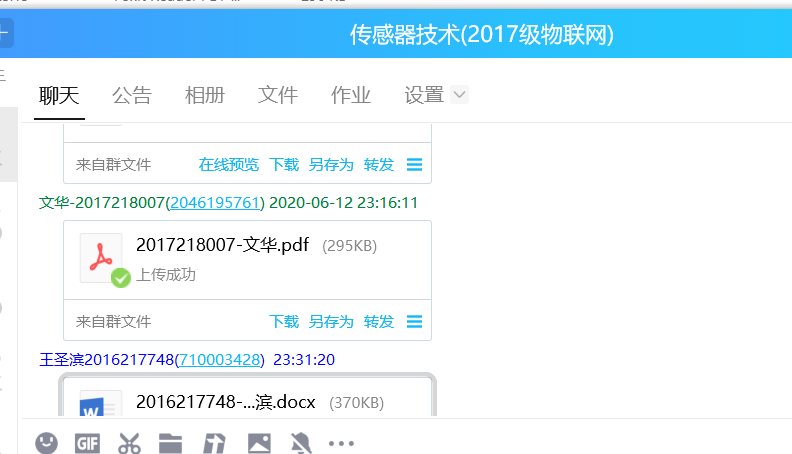 传感器技术(2017级物联网)
聊天 公告 相册 文件 作业 设置
来自群文件 在线预览 下载 另存为 转发
文华-2017218007(2046195761) 2020-06-12 23:16:11
2017218007-文华.pdf (295KB)
上传成功
来自群文件 下载 另存为 转发
王圣滨2016217748(710003428) 23:31:20
2016217748-...滨.docx (370KB)
W
GIF